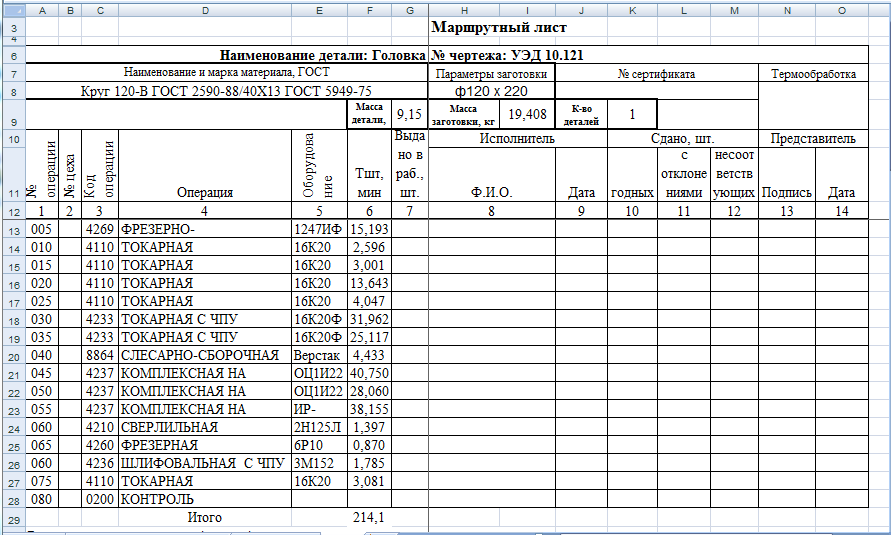 A B C D E F G H I J K L M N O
3 Маршрутный лист
4
6 Наименование детали: Головка № чертежа: УЭД 10.121
7 Наименование и марка материала, ГОСТ Параметры заготовки № сертификата Термообработка
8 Круг 120-В ГОСТ 2590-88/40Х13 ГОСТ 5949-75 ф120 х 220
9 Масса детали, 9,15 Масса заготовки, кг 19,408 К-во деталей 1
10 Исполнитель Сдано, шт. Представитель
11 № операции № цеха Код операции Операция Оборудование Тшт, мин Выдано в раб., шт. Ф.И.О. Дата годных с отклонениями несоответствующих Подпись Дата
12 1 2 3 4 5 6 7 8 9 10 11 12 13 14
13 005 4269 ФРЕЗЕРНО- 1247ИФ 15,193
14 010 4110 ТОКАРНАЯ 16К20 2,596
15 015 4110 ТОКАРНАЯ 16К20 3,001
16 020 4110 ТОКАРНАЯ 16К20 13,643
17 025 4110 ТОКАРНАЯ 16К20 4,047
18 030 4233 ТОКАРНАЯ С ЧПУ 16К20Ф 31,962
19 035 4233 ТОКАРНАЯ С ЧПУ 16К20Ф 25,117
20 040 8864 СЛЕСАРНО-СБОРОЧНАЯ Верстак 4,433
21 045 4237 КОМПЛЕКСНАЯ НА ОЦ1И22 40,750
22 050 4237 КОМПЛЕКСНАЯ НА ОЦ1И22 28,060
23 055 4237 КОМПЛЕКСНАЯ НА ИР- 38,155
24 060 4210 СВЕРЛИЛЬНАЯ 2Н125Л 1,397
25 065 4260 ФРЕЗЕРНАЯ 6Р10 0,870
26 060 4236 ШЛИФОВАЛЬНАЯ С ЧПУ 3М152 1,785
27 075 4110 ТОКАРНАЯ 16К20 3,081
28 080 0200 КОНТРОЛЬ
29 Итого 214,1